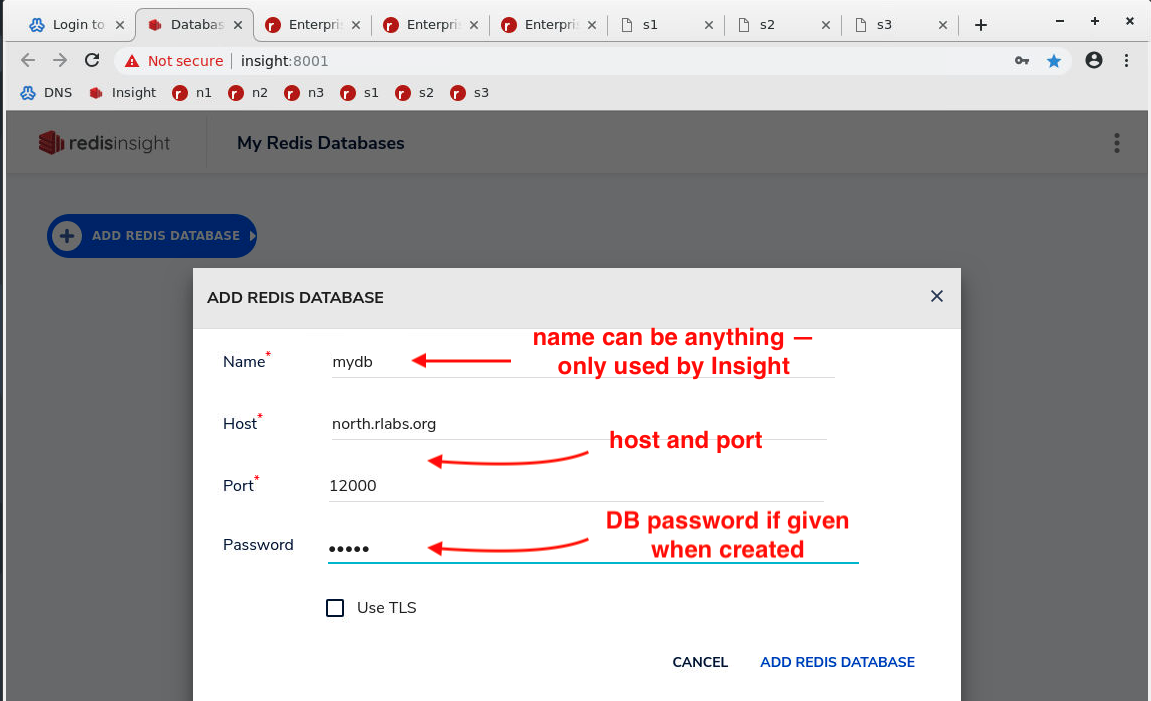 Login to
Databas
Enterpri
Enterpri
Enterpri
s1
s2
s3
Not secure
insight:8001
DNS
Insight
n1
n2
n3
s1
s2
s3
redisinsight
My Redis Databases
ADD REDIS DATABASE
ADD REDIS DATABASE
Name*
mydb
name can be anything —
only used by Insight
Host*
north.rlabs.org
host and port
Port*
12000
DB password if given
when created
Password
•••••
Use TLS
CANCEL
ADD REDIS DATABASE